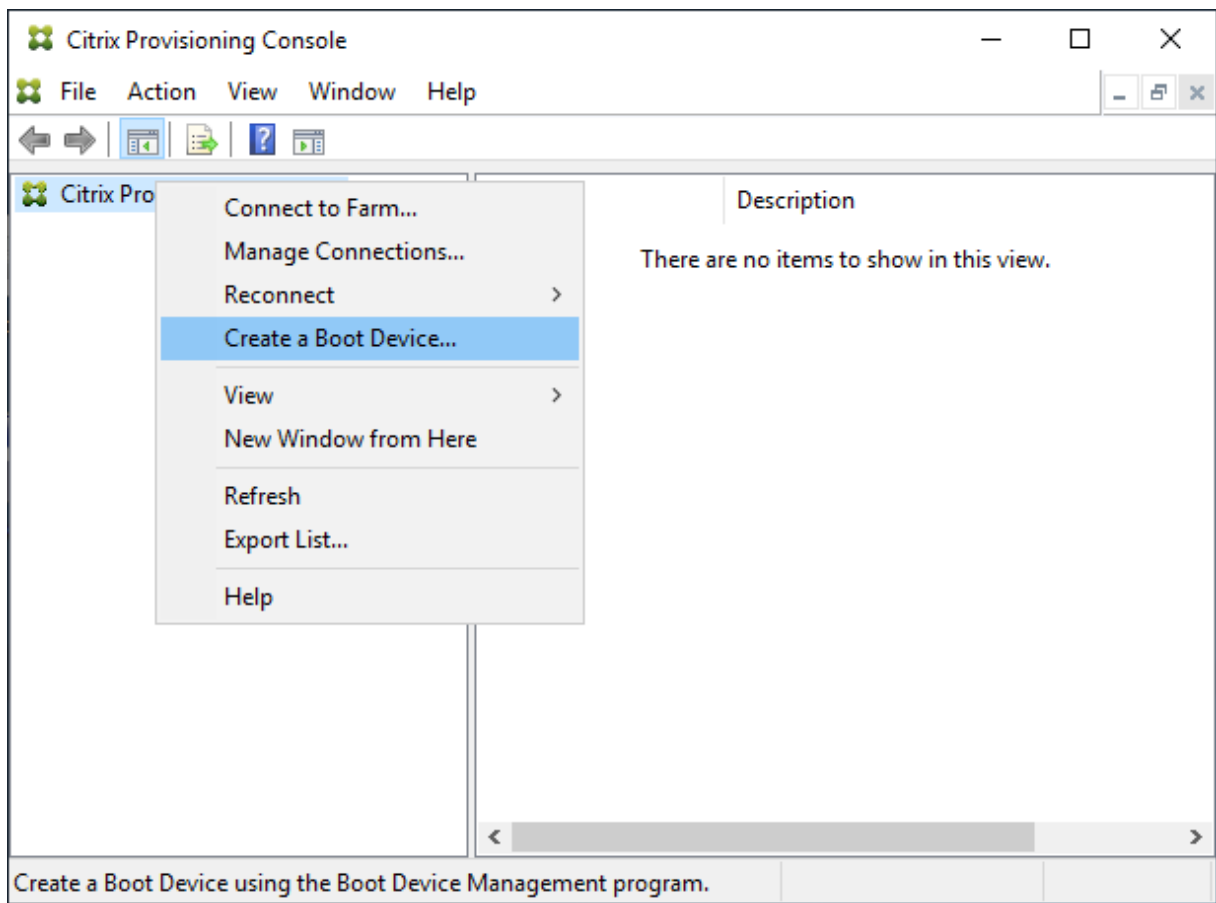 Citrix Provisioning Console
File Action View Window Help
Citrix Pro
Connect to Farm...
Manage Connections...
Reconnect
Create a Boot Device...
View
New Window from Here
Refresh
Export List...
Help
Description
There are no items to show in this view.
Create a Boot Device using the Boot Device Management program.